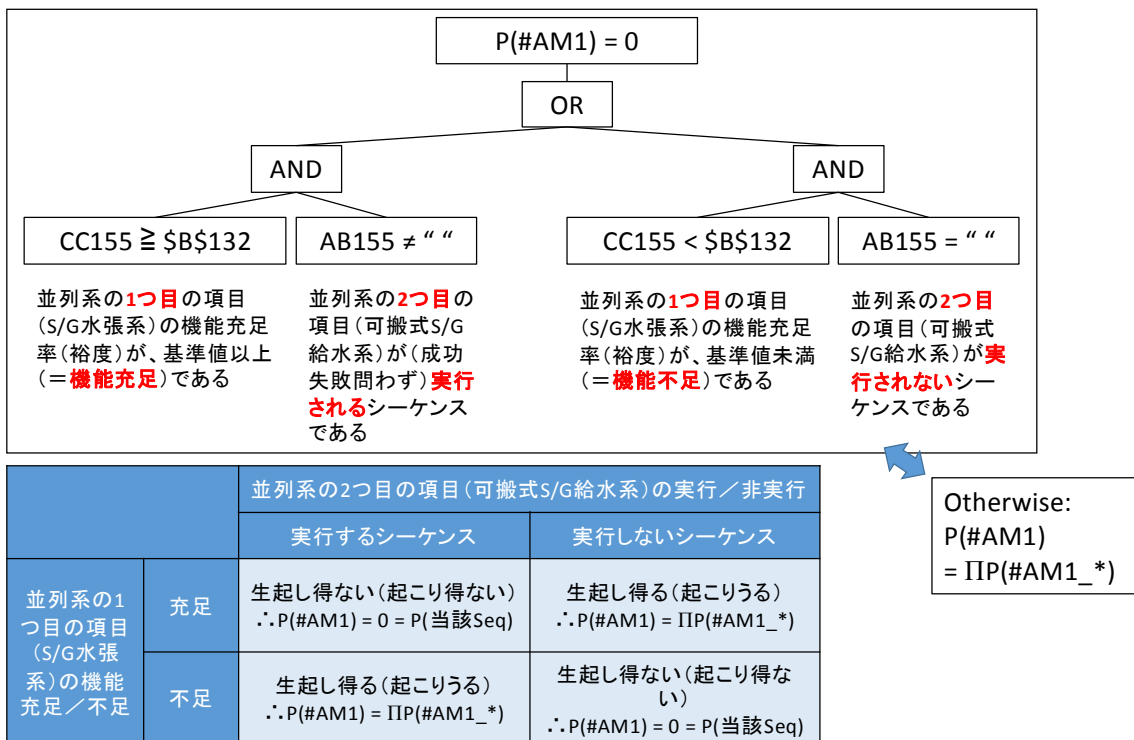 P(#AM1) = 0
OR
AND
AND
CC155 ≧ $B$132
AB155 ≠ “ “
CC155 < $B$132
AB155 = “ “
並列系の1つ目の項目
（S/G水張系）の機能充足
率（裕度）が、基準値以上
（＝機能充足）である
並列系の2つ目の
項目（可搬式S/G
給水系）が（成功
失敗問わず）実行
されるシーケンス
である
並列系の1つ目の項目
（S/G水張系）の機能充足
率（裕度）が、基準値未満
（＝機能不足）である
並列系の2つ目
の項目（可搬式
S/G給水系）が実
行されないシー
ケンスである
Otherwise:
P(#AM1)
= ΠP(#AM1_*)
並列系の2つ目の項目（可搬式S/G給水系）の実行／非実行
実行するシーケンス
実行しないシーケンス
並列系の1
つ目の項目
（S/G水張
系）の機能
充足／不足
充足
生起し得ない（起こり得ない）
∴P(#AM1) = 0 = P(当該Seq)
生起し得る（起こりうる）
∴P(#AM1) = ΠP(#AM1_*)
不足
生起し得る（起こりうる）
∴P(#AM1) = ΠP(#AM1_*)
生起し得ない（起こり得な
い）
∴P(#AM1) = 0 = P(当該Seq)